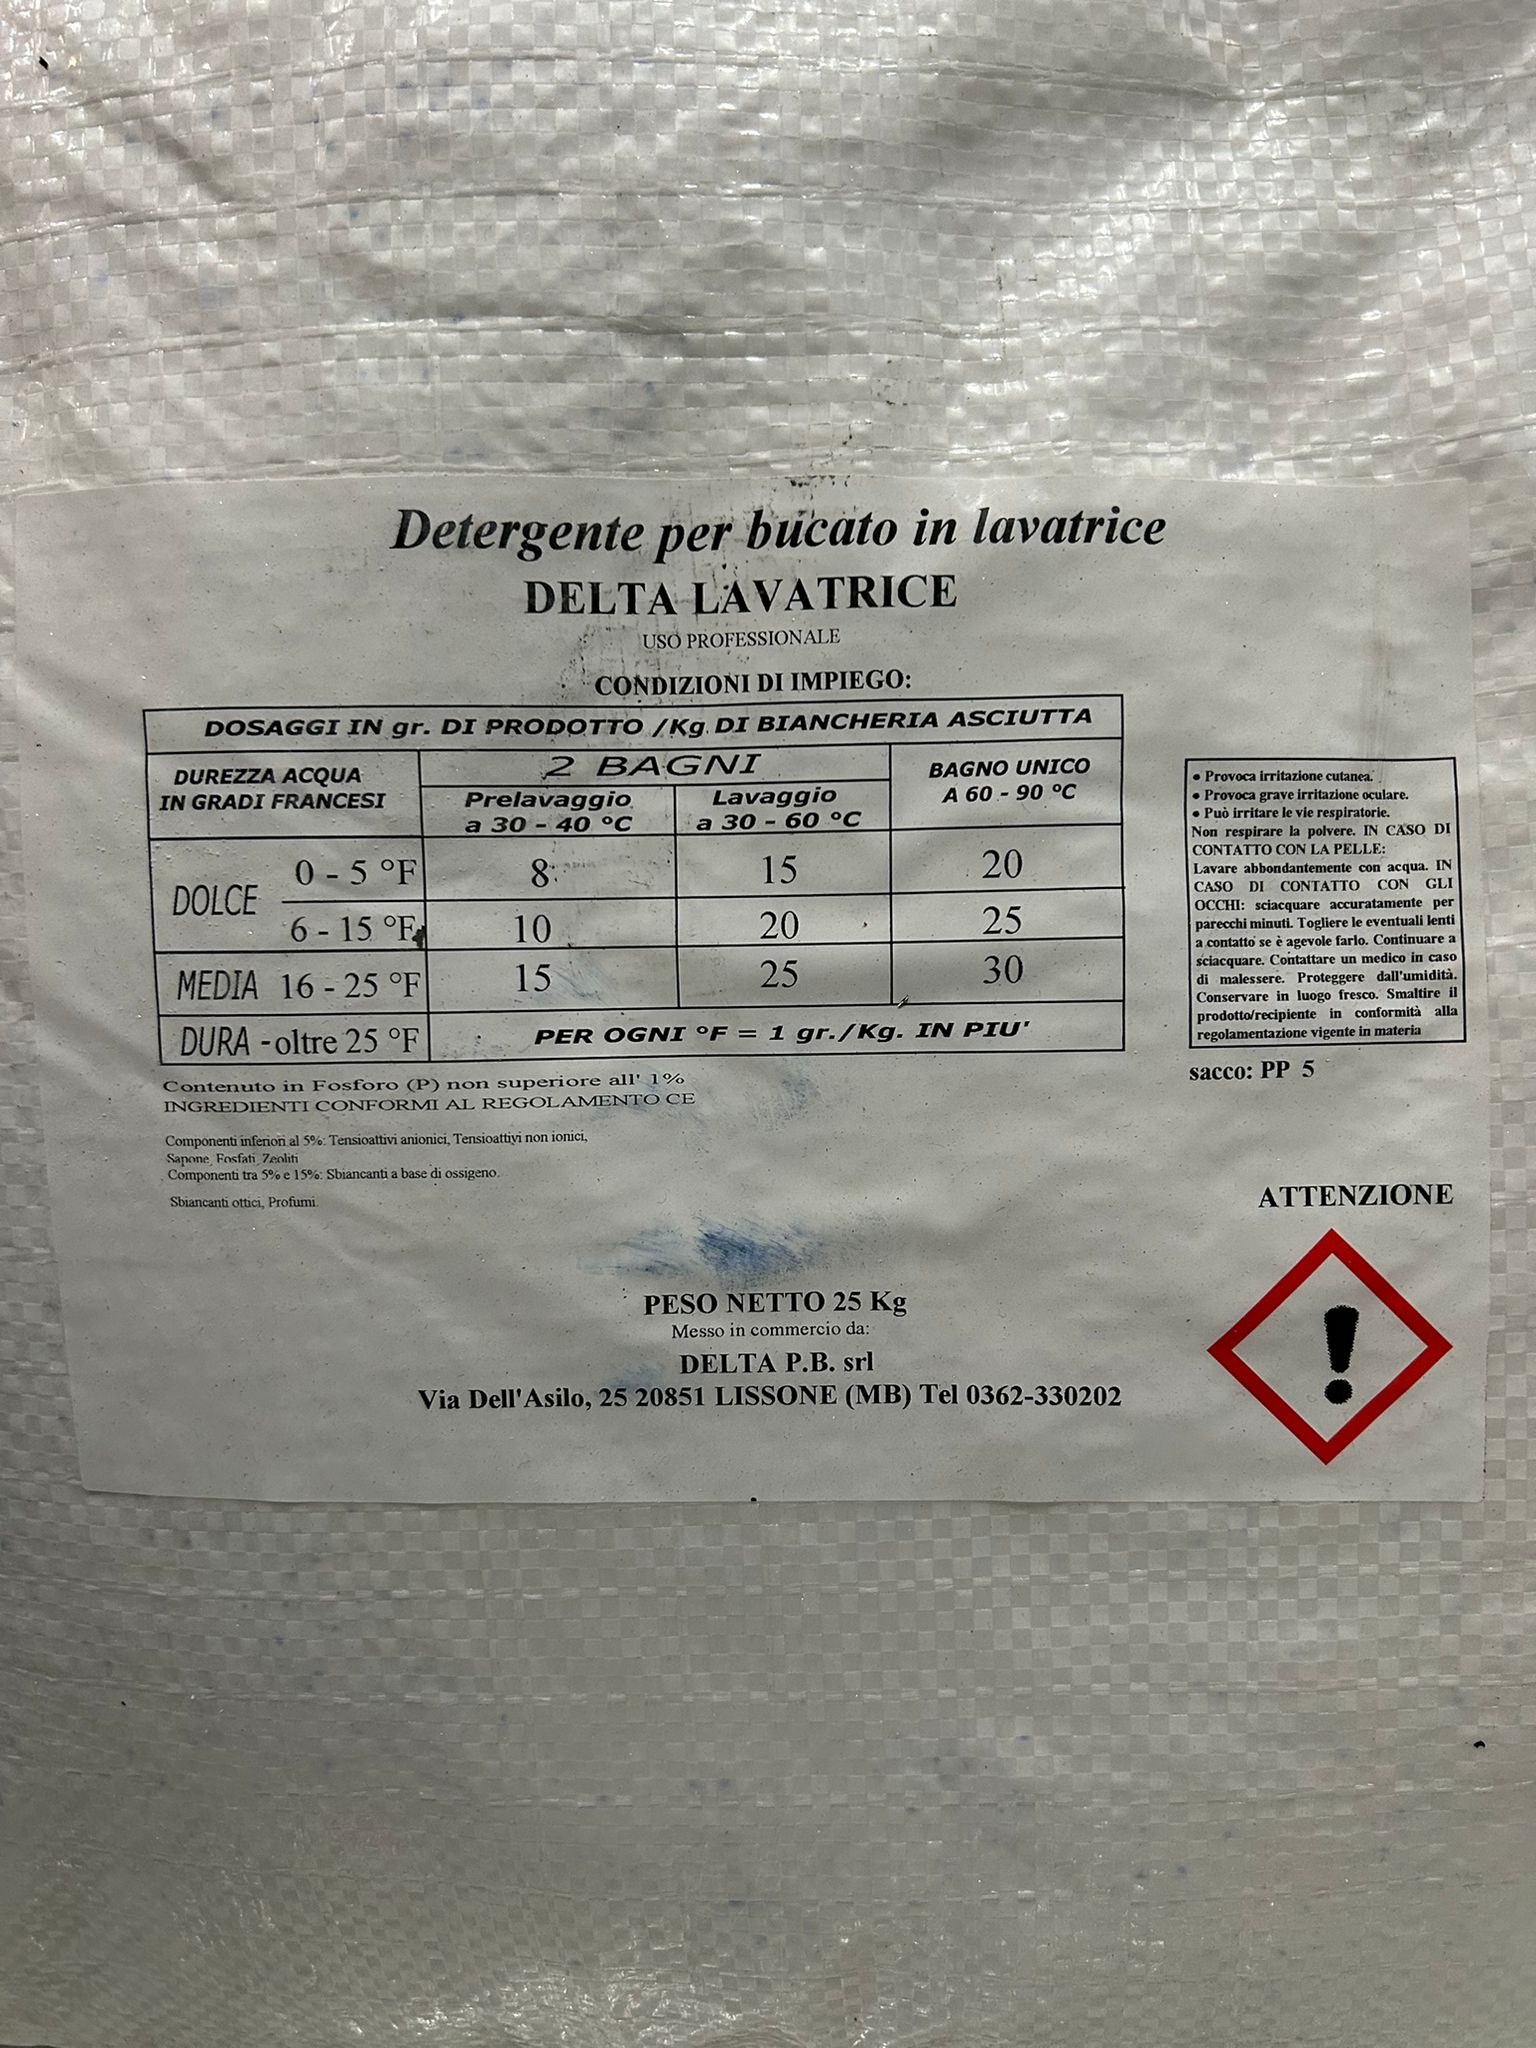 Detergente per bucato in lavatrice
DELTA LAVATRICE
USO PROFESSIONALE
CONDIZIONI DI IMPIEGO:
DOSAGGI IN gr. DI PRODOTTO /Kg. DI BIANCHERIA ASCIUTTA
DUREZZA ACQUA
IN GRADI FRANCESI
2 BAGNI
Prelavaggio
a 30 - 40 °C
Lavaggio
a 30 - 60 °C
BAGNO UNICO
A 60 - 90 °C
DOLCE
0 - 5 °F 8 15 20
6 - 15 °F 10 20 25
MEDIA 16 - 25 °F 15 25 30
DURA - oltre 25 °F PER OGNI °F = 1 gr./Kg. IN PIU'
• Provoca irritazione cutanea.
• Provoca grave irritazione oculare.
• Può irritare le vie respiratorie.
Non respirare la polvere. IN CASO DI
CONTATTO CON LA PELLE:
Lavare abbondantemente con acqua. IN
CASO DI CONTATTO CON GLI
OCCHI: sciacquare accuratamente per
parecchi minuti. Togliere le eventuali lenti
a contatto se è agevole farlo. Continuare a
sciacquare. Contattare un medico in caso
di malessere. Proteggere dall'umidità.
Conservare in luogo fresco. Smaltire il
prodotto/recipiente in conformità alla
regolamentazione vigente in materia
sacco: PP 5
Contenuto in Fosforo (P) non superiore all' 1%
INGREDIENTI CONFORMI AL REGOLAMENTO CE
Componenti inferiori al 5%: Tensioattivi anionici, Tensioattivi non ionici,
Sapone, Fosfati, Zeoliti
Componenti tra 5% e 15%: Sbiancanti a base di ossigeno.
Sbiancanti ottici, Profumi.
ATTENZIONE
PESO NETTO 25 Kg
Messo in commercio da:
DELTA P.B. srl
Via Dell'Asilo, 25 20851 LISSONE (MB) Tel 0362-330202